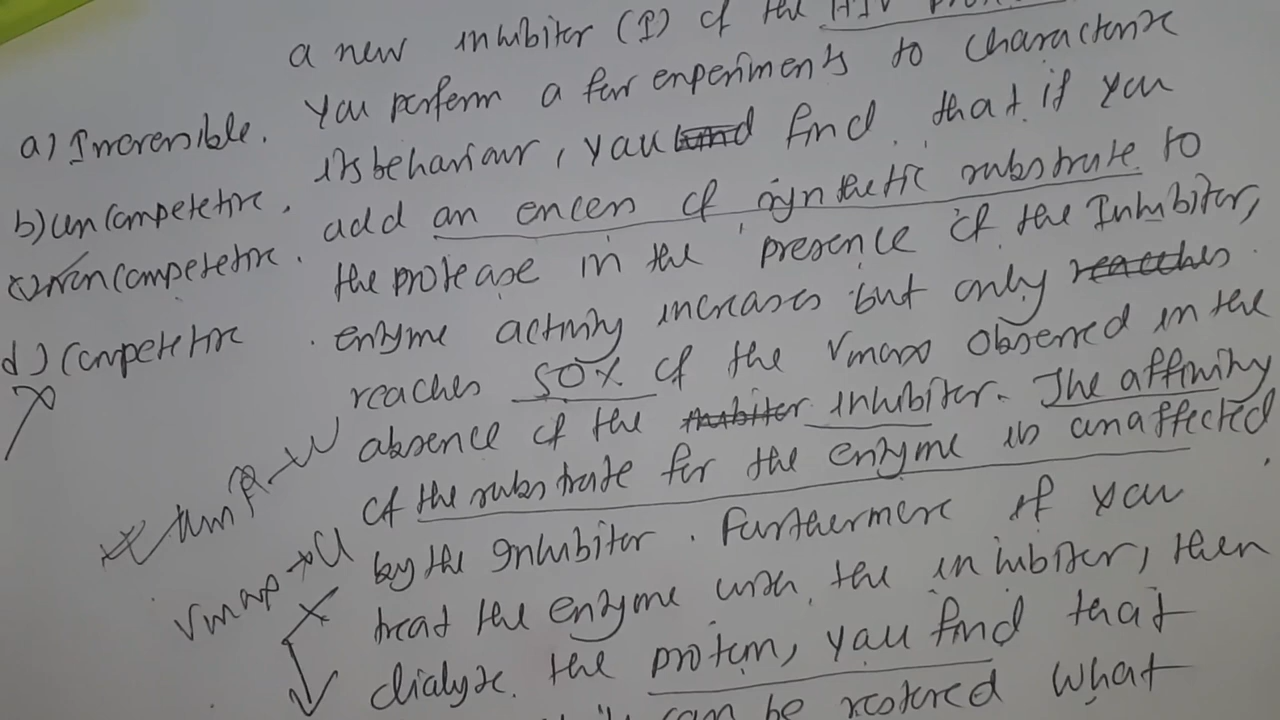 a new inhibitor (I) of the HIV
You perform a few experiments to characterize
its behaviour, you find that if you
add an excess of synthetic substrate to
the protease in the presence of the Inhibitor,
enzyme activity increases but only reaches
reaches 50% of the Vmax observed in the
absence of the inhibitor inhibitor. The affinity
of the substrate for the enzyme is unaffected
by the Inhibitor. Furthermore if you
treat the enzyme with the inhibitor, then
dialyze the protein, you find that
can be restored what
a) Irreversible.
b) uncompetetive.
c) noncompetetive.
d) Competetive
Vmax